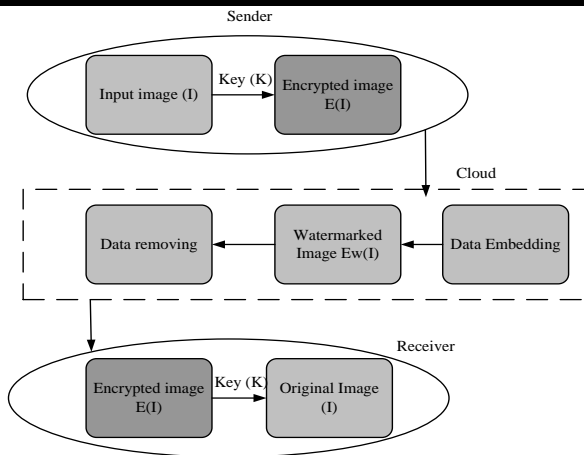 Sender
Input image (I)
Key (K)
Encrypted image
E(I)
Cloud
Data removing
Watermarked
Image Ew(I)
Data Embedding
Receiver
Encrypted image
E(I)
Key (K)
Original Image
(I)